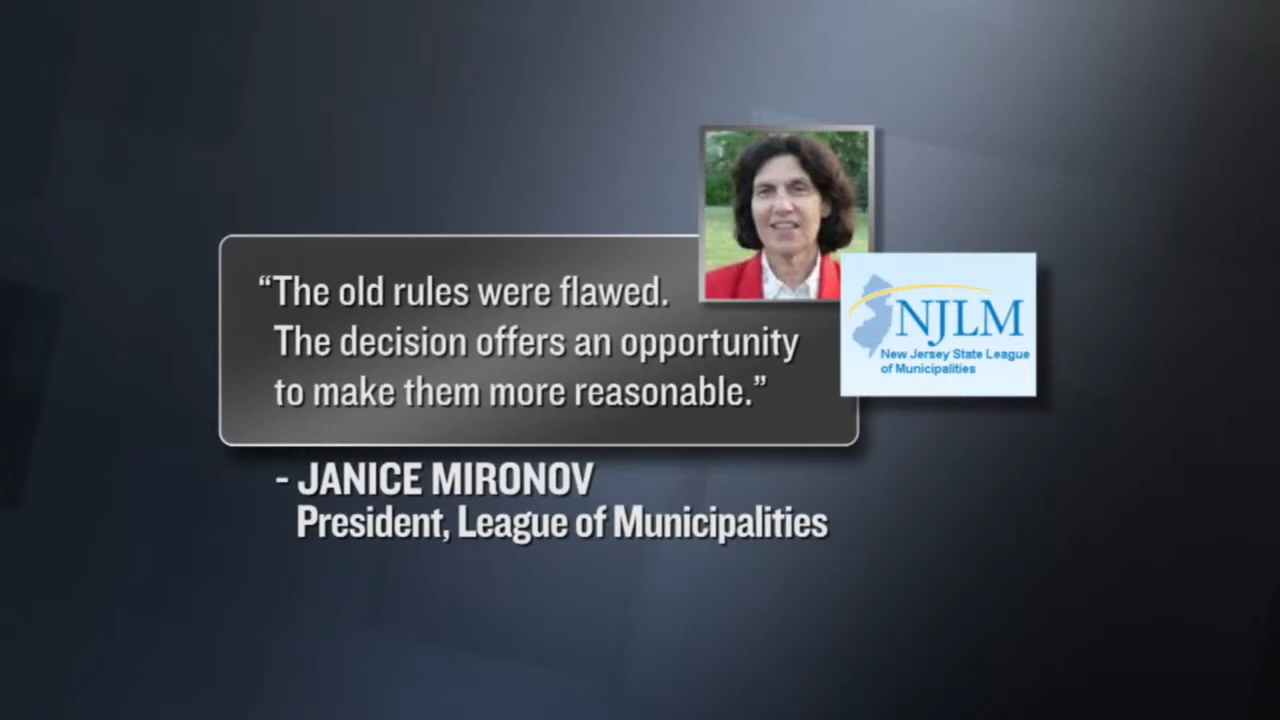 “The old rules were flawed.
The decision offers an opportunity
to make them more reasonable.”
NJLM
New Jersey State League
of Municipalities
- JANICE MIRONOV
President, League of Municipalities